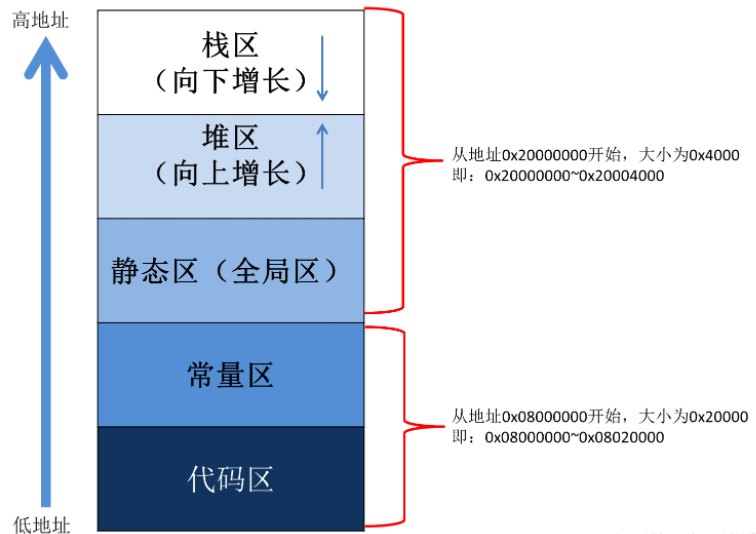 高地址
栈区
（向下增长）
堆区
（向上增长）
从地址0x20000000开始，大小为0x4000
即：0x20000000~0x20004000
静态区（全局区）
常量区
从地址0x08000000开始，大小为0x20000
即：0x08000000~0x08020000
代码区
低地址